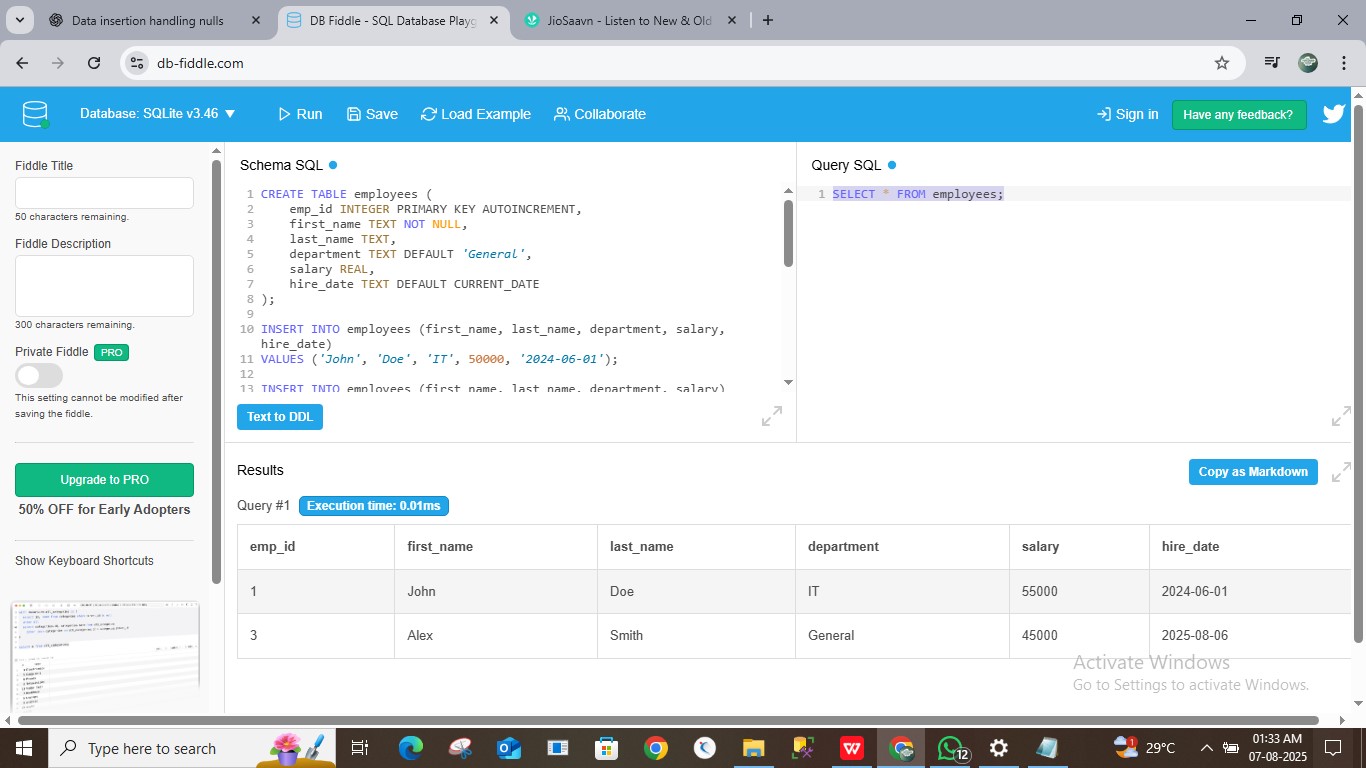 Data insertion handling nulls
DB Fiddle - SQL Database Playg
JioSaavn - Listen to New & Old
db-fiddle.com
Database: SQLite v3.46 ▼
Run
Save
Load Example
Collaborate
Sign in
Have any feedback?
Fiddle Title
50 characters remaining.
Fiddle Description
300 characters remaining.
Private Fiddle PRO
This setting cannot be modified after
saving the fiddle.
Upgrade to PRO
50% OFF for Early Adopters
Show Keyboard Shortcuts
Schema SQL
1 CREATE TABLE employees (
2 emp_id INTEGER PRIMARY KEY AUTOINCREMENT,
3 first_name TEXT NOT NULL,
4 last_name TEXT,
5 department TEXT DEFAULT 'General',
6 salary REAL,
7 hire_date TEXT DEFAULT CURRENT_DATE
8 );
9
10 INSERT INTO employees (first_name, last_name, department, salary,
hire_date)
11 VALUES ('John', 'Doe', 'IT', 50000, '2024-06-01');
12
13 INSERT INTO employees (first_name, last_name, department, salary)
Text to DDL
Query SQL
1 SELECT * FROM employees;
Results
Copy as Markdown
Query #1 Execution time: 0.01ms
emp_id first_name last_name department salary hire_date
1 John Doe IT 55000 2024-06-01
3 Alex Smith General 45000 2025-08-06
Activate Windows
Go to Settings to activate Windows.
Type here to search
12
1
29°C
01:33 AM
07-08-2025